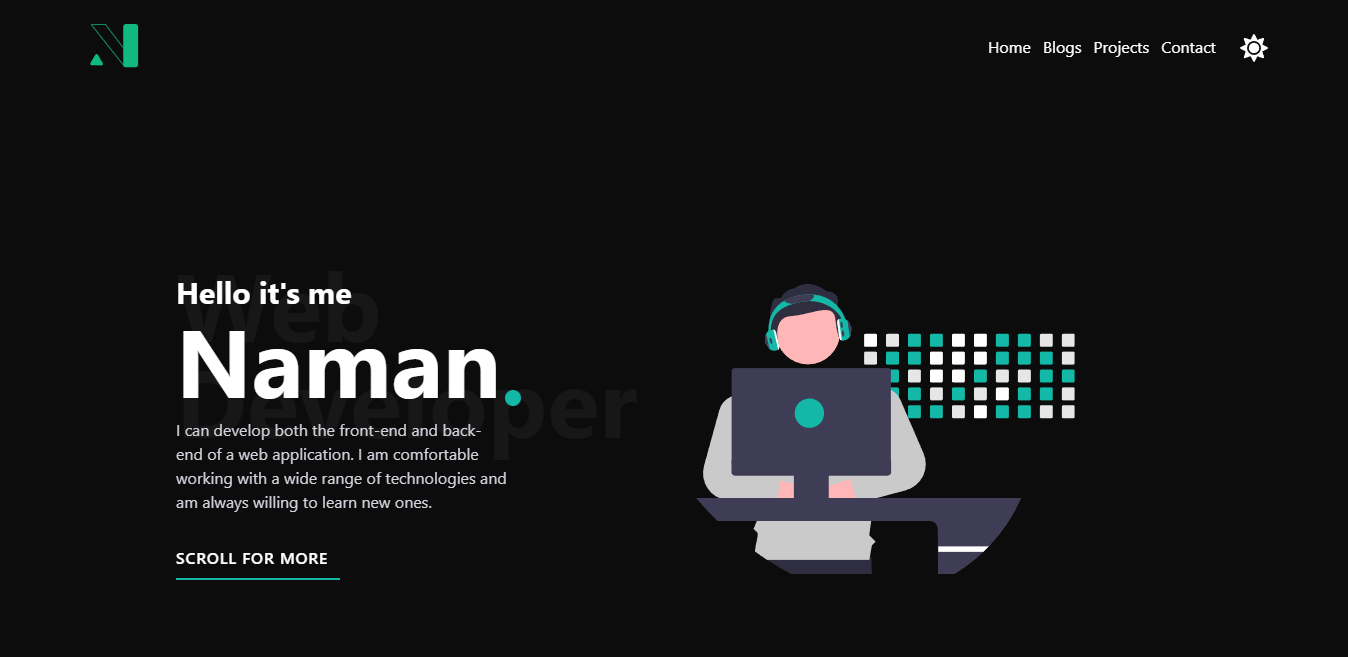 Home Blogs Projects Contact
Web
Hello it's me
Naman.
Developer
I can develop both the front-end and back-
end of a web application. I am comfortable
working with a wide range of technologies and
am always willing to learn new ones.
SCROLL FOR MORE